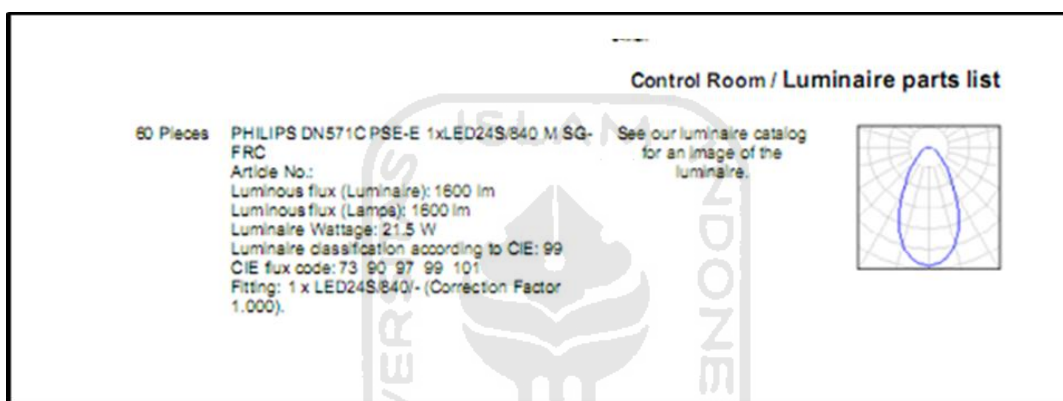 Control Room / Luminaire parts list
60 Pieces
PHILIPS DN571C PSE-E 1xLED24S/840 M SG-
FRC
Article No.:
Luminous flux (Luminaire): 1600 lm
Luminous flux (Lamps): 1600 lm
Luminaire Wattage: 21.5 W
Luminaire classification according to CIE: 99
CIE flux code: 73 90 97 99 101
Fitting: 1 x LED24S/840/- (Correction Factor
1.000).
See our luminaire catalog
for an image of the
luminaire.
ISLAM
INDONE
VERSITAS